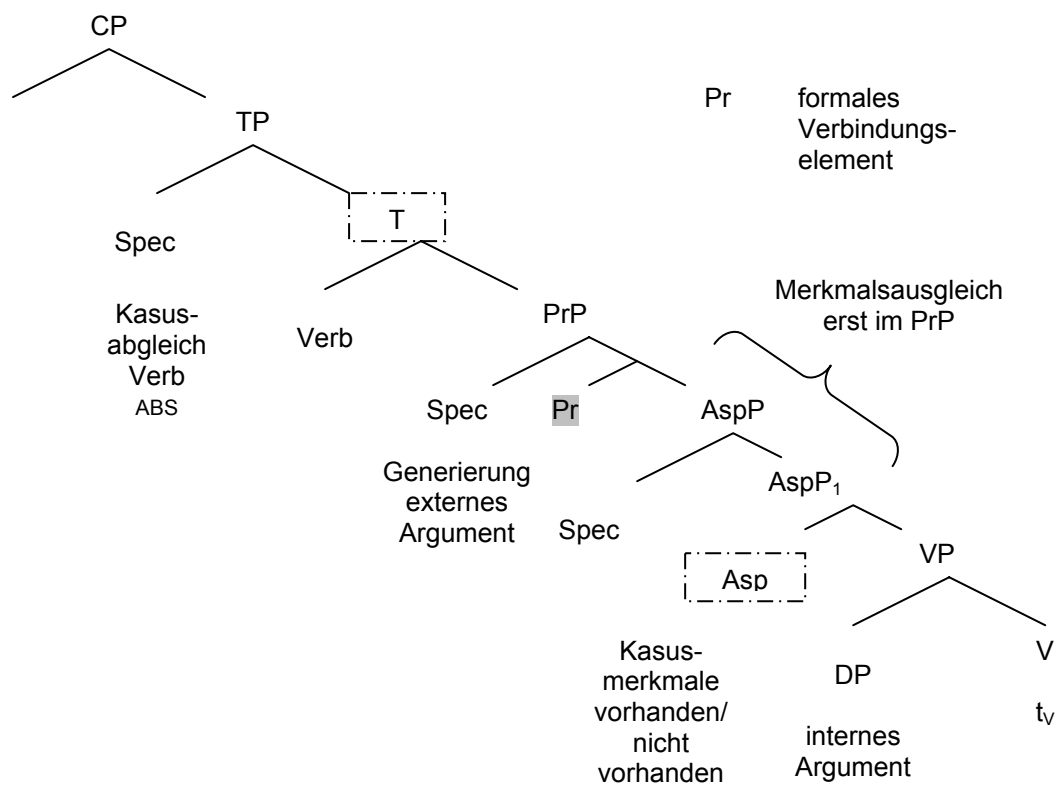 CP
Pr formales
Verbindungs-
element
TP
T
Spec
Kasus-
abgleich
Verb
ABS
Verb
PrP
Merkmalsausgleich
erst im PrP
Spec
Pr
AspP
Generierung
externes
Argument
Spec
AspP₁
Asp
VP
Kasus-
merkmale
vorhanden/
nicht
vorhanden
DP
internes
Argument
V
tᵥ